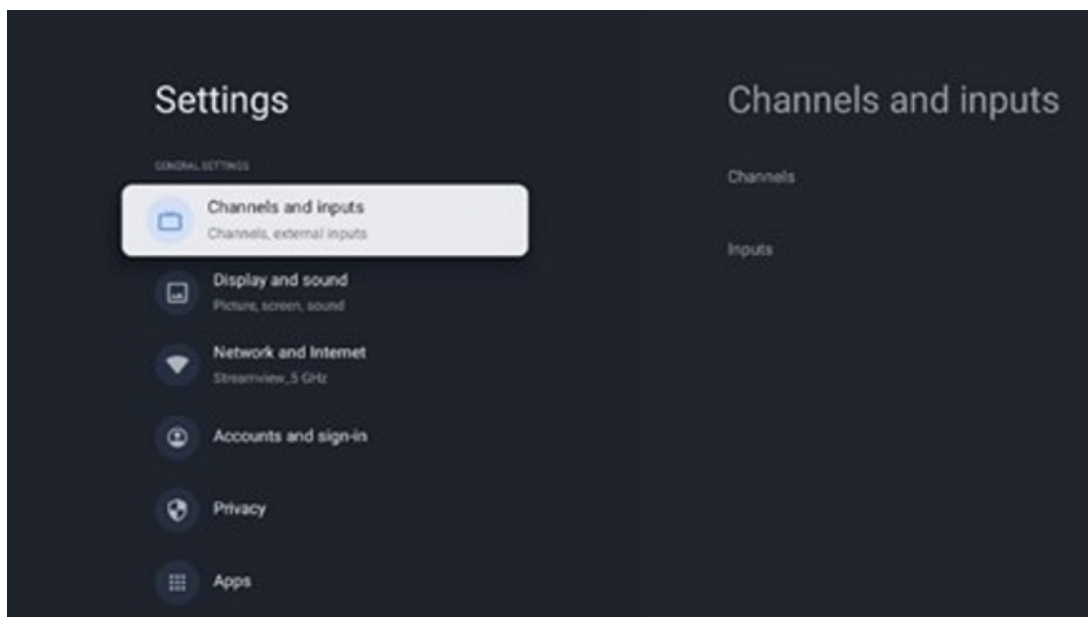 Settings
GENERAL SETTINGS
Channels and inputs
Channels, external inputs
Display and sound
Picture, screen, sound
Network and Internet
Streamview_5 GHz
Accounts and sign-in
Privacy
Apps
Channels and inputs
Channels
Inputs